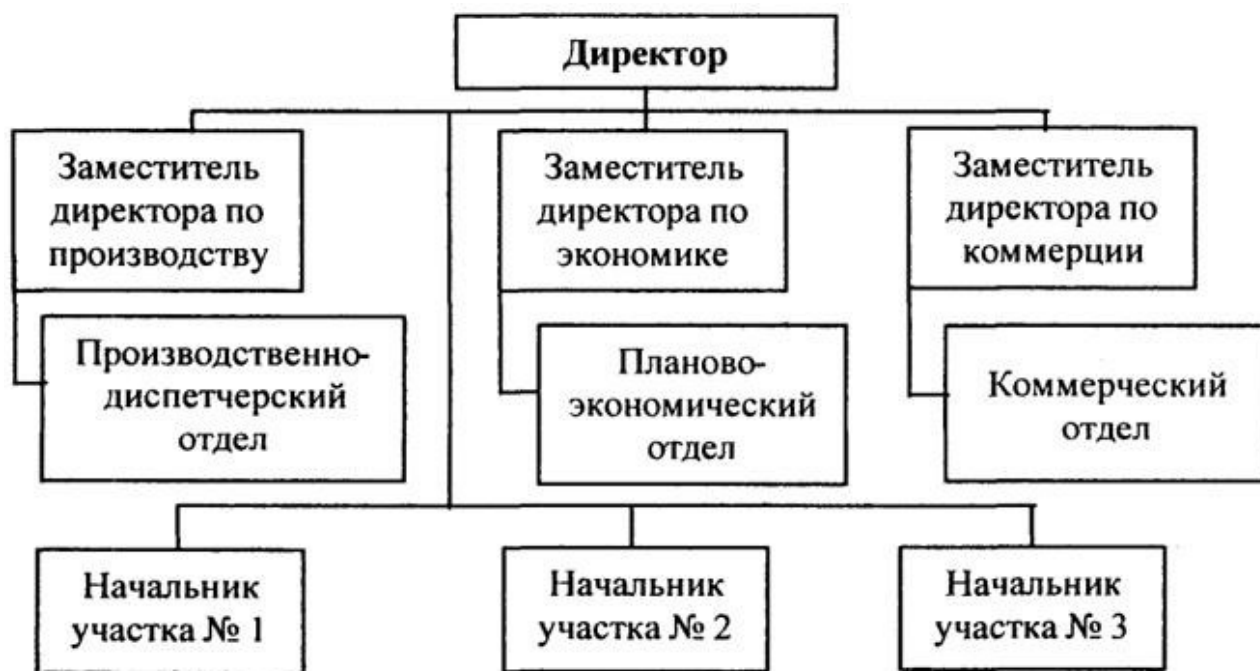 Директор
Заместитель
директора по
производству
Заместитель
директора по
экономике
Заместитель
директора по
коммерции
Производственно-
диспетчерский
отдел
Планово-
экономический
отдел
Коммерческий
отдел
Начальник
участка № 1
Начальник
участка № 2
Начальник
участка № 3